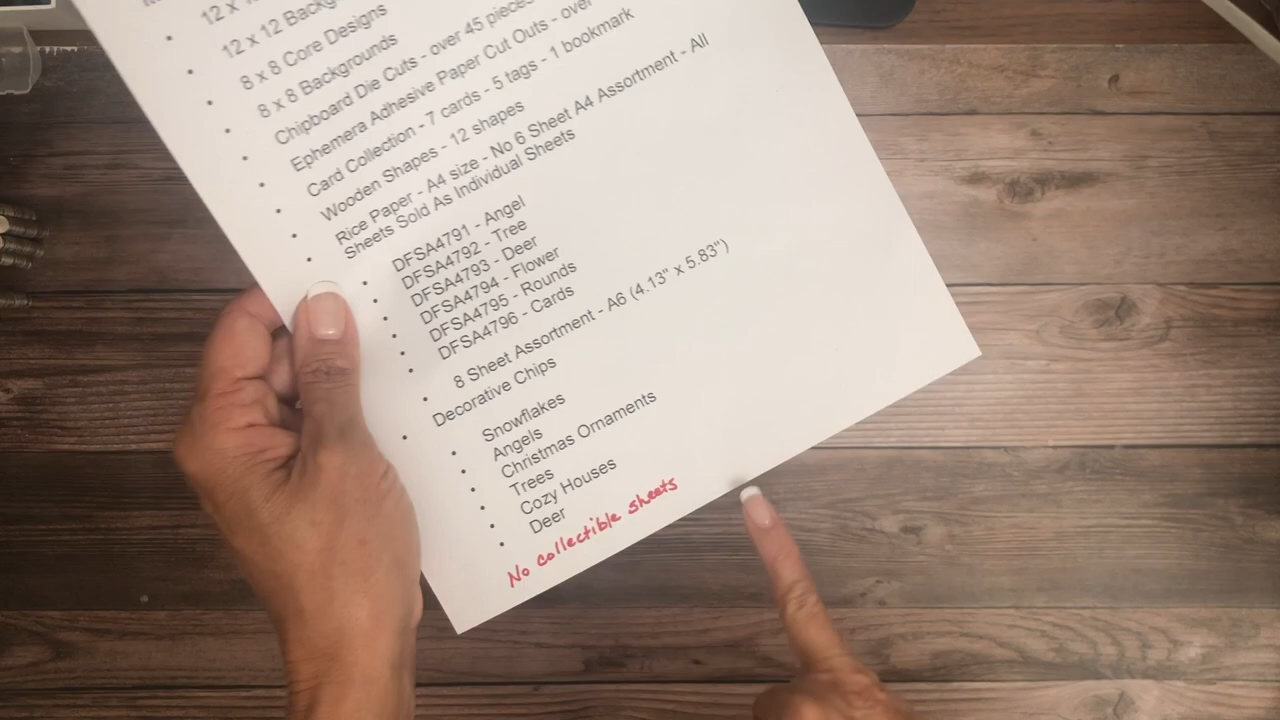 12 x
12 x 12
8 x 8 Core Designs
8 x 8 Backgrounds
Chipboard Die Cuts - over 45 pieces
Ephemera Adhesive Paper Cut Outs - over
Card Collection - 7 cards - 5 tags - 1 bookmark
Wooden Shapes - 12 shapes
Rice Paper - A4 size - No 6 Sheet A4 Assortment - All
Sheets Sold As Individual Sheets
DFSA4791 - Angel
DFSA4792 - Tree
DFSA4793 - Deer
DFSA4794 - Flower
DFSA4795 - Rounds
DFSA4796 - Cards
8 Sheet Assortment - A6 (4.13" x 5.83")
Decorative Chips
Snowflakes
Angels
Christmas Ornaments
Trees
Cozy Houses
Deer
No collectible sheets